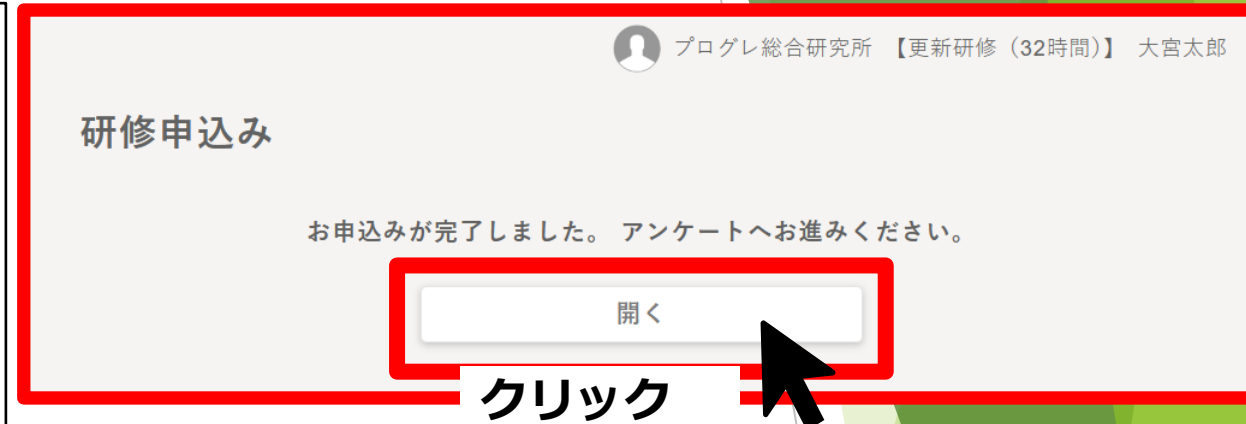 プログレ総合研究所 【更新研修（32時間）】 大宮太郎
研修申込み
お申込みが完了しました。 アンケートへお進みください。
開く
クリック